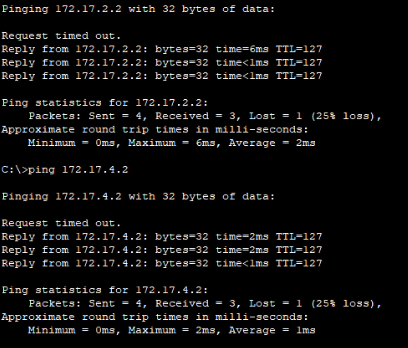 Pinging 172.17.2.2 with 32 bytes of data:
Request timed out.
Reply from 172.17.2.2: bytes=32 time=6ms TTL=127
Reply from 172.17.2.2: bytes=32 time<1ms TTL=127
Reply from 172.17.2.2: bytes=32 time<1ms TTL=127
Ping statistics for 172.17.2.2:
Packets: Sent = 4, Received = 3, Lost = 1 (25% loss),
Approximate round trip times in milli-seconds:
Minimum = 0ms, Maximum = 6ms, Average = 2ms
C:\>ping 172.17.4.2
Pinging 172.17.4.2 with 32 bytes of data:
Request timed out.
Reply from 172.17.4.2: bytes=32 time=2ms TTL=127
Reply from 172.17.4.2: bytes=32 time=2ms TTL=127
Reply from 172.17.4.2: bytes=32 time<1ms TTL=127
Ping statistics for 172.17.4.2:
Packets: Sent = 4, Received = 3, Lost = 1 (25% loss),
Approximate round trip times in milli-seconds:
Minimum = 0ms, Maximum = 2ms, Average = 1ms